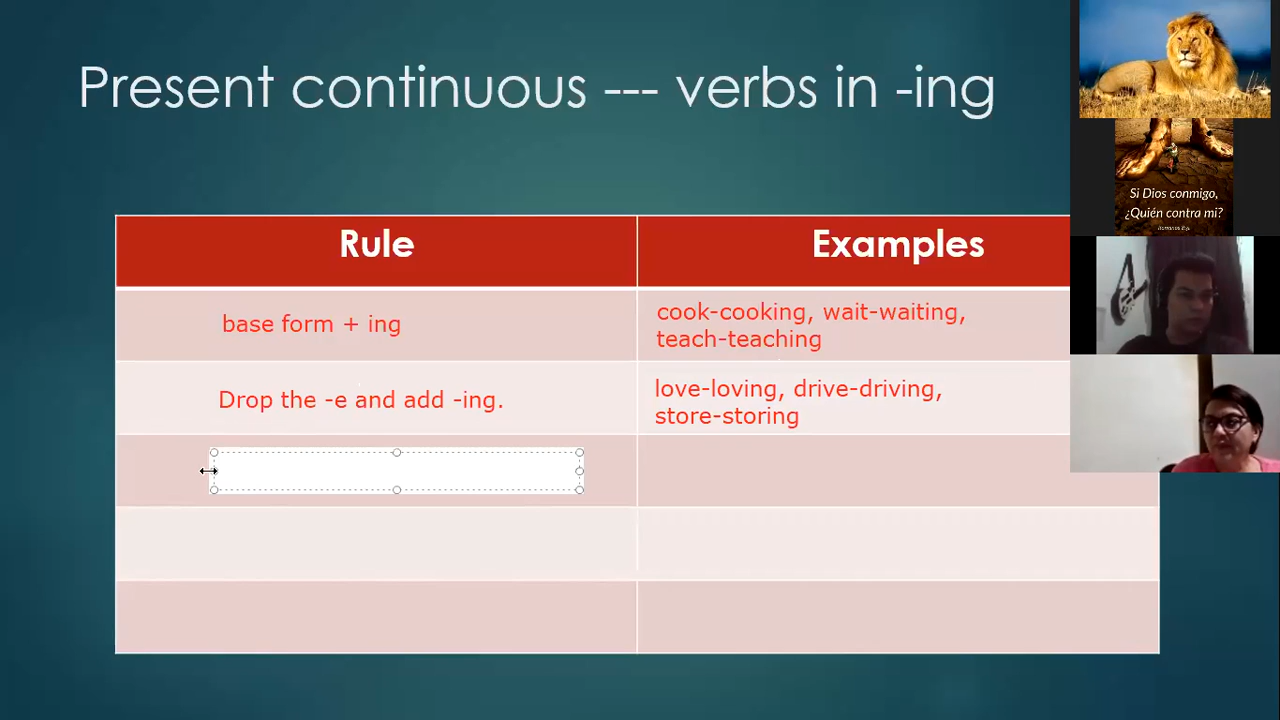 Present continuous --- verbs in -ing
Rule
Examples
base form + ing
cook-cooking, wait-waiting,
teach-teaching
Drop the -e and add -ing.
love-loving, drive-driving,
store-storing
Si Dios conmigo,
¿Quién contra mi?